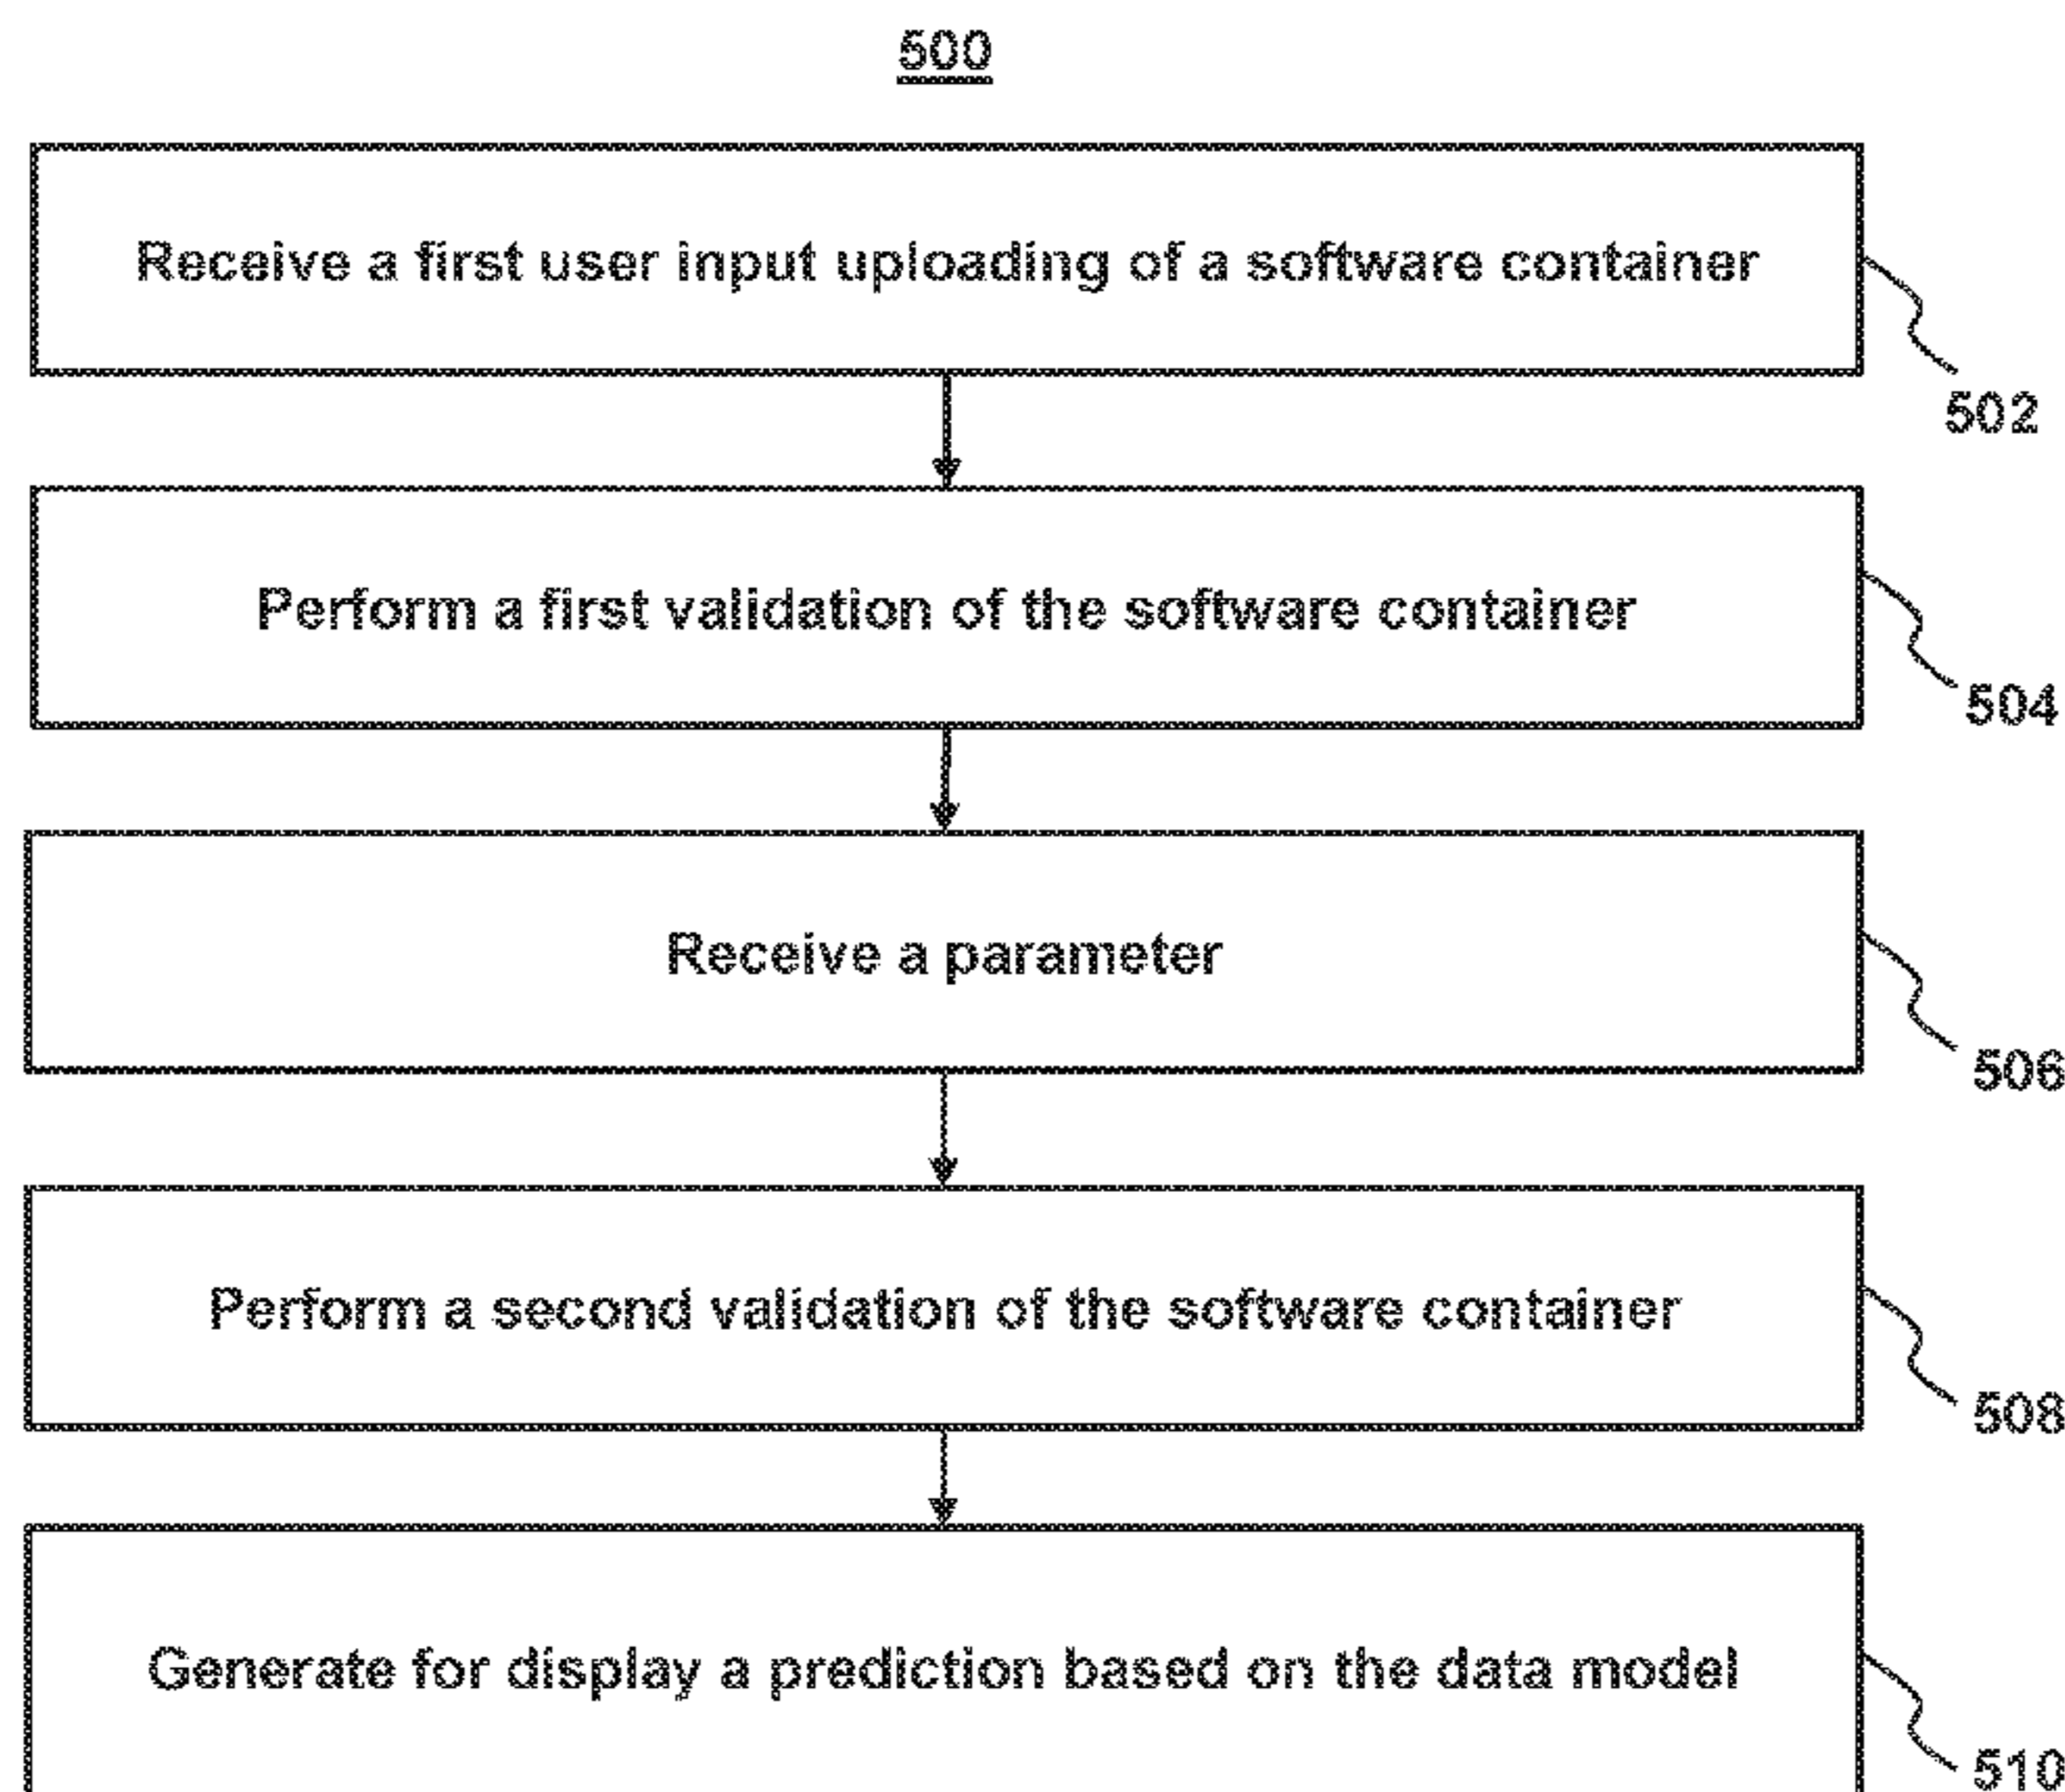 500
Receive a first user input uploading of a software container
502
Perform a first validation of the software container
504
Receive a parameter
506
Perform a second validation of the software container
508
Generate for display a prediction based on the data model
510